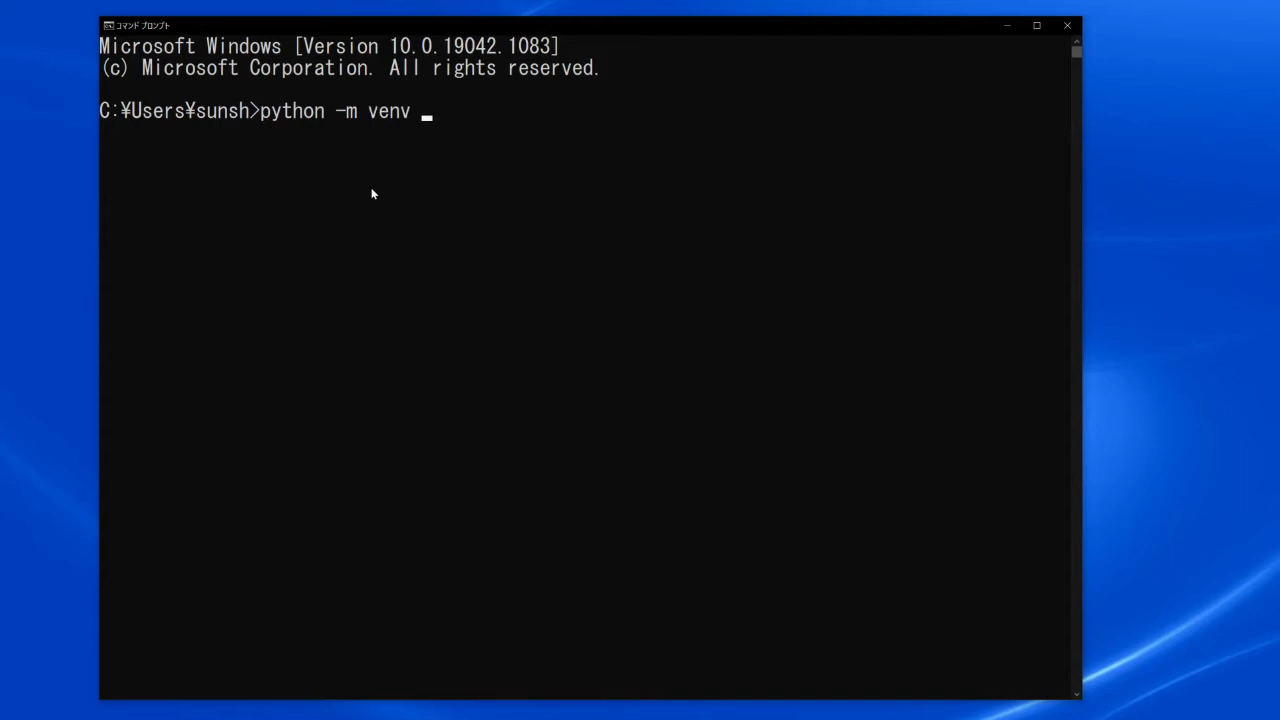 コマンド プロンプト
Microsoft Windows [Version 10.0.19042.1083]
(c) Microsoft Corporation. All rights reserved.
C:¥Users¥sunsh>python -m venv